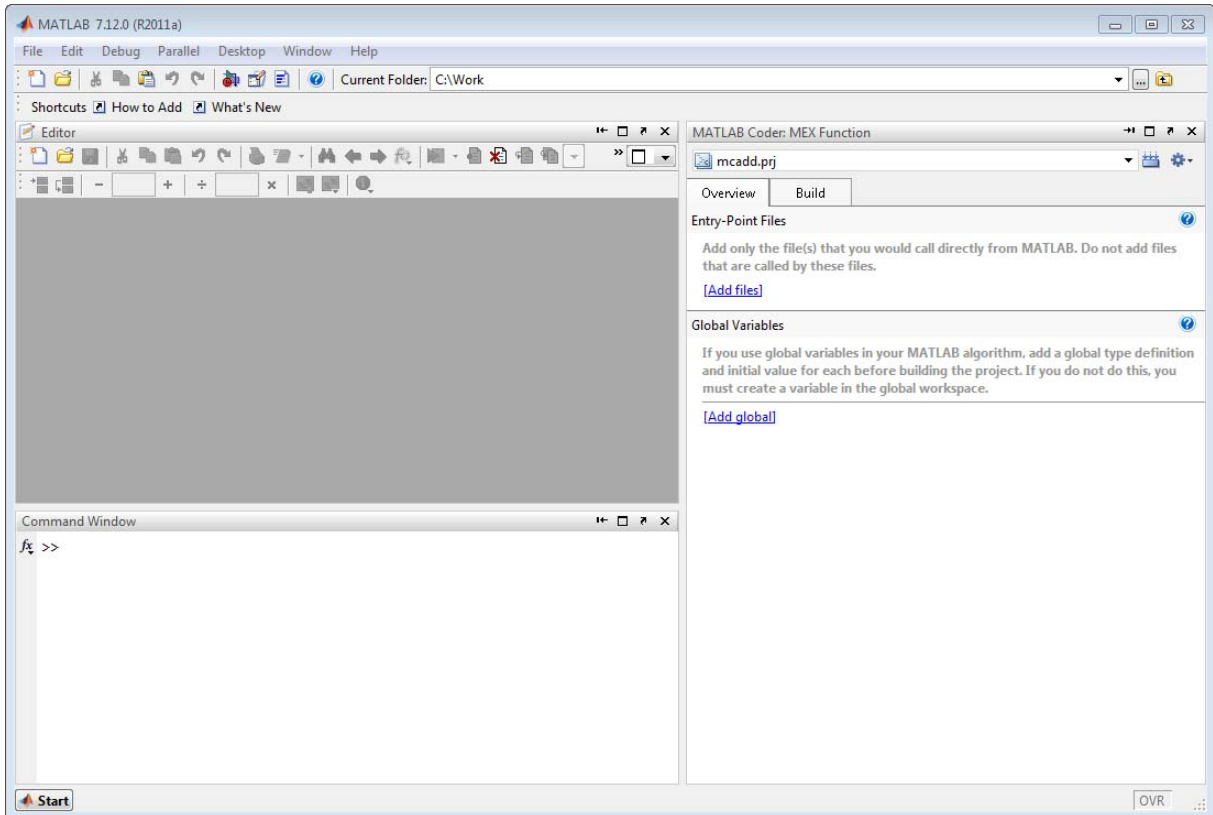 MATLAB 7.12.0 (R2011a)
File Edit Debug Parallel Desktop Window Help
Current Folder: C:\Work
Shortcuts How to Add What's New
Editor
MATLAB Coder: MEX Function
mcadd.prj
Overview Build
Entry-Point Files
Add only the file(s) that you would call directly from MATLAB. Do not add files
that are called by these files.
[Add files]
Global Variables
If you use global variables in your MATLAB algorithm, add a global type definition
and initial value for each before building the project. If you do not do this, you
must create a variable in the global workspace.
[Add global]
Command Window
fx >>
Start
OVR